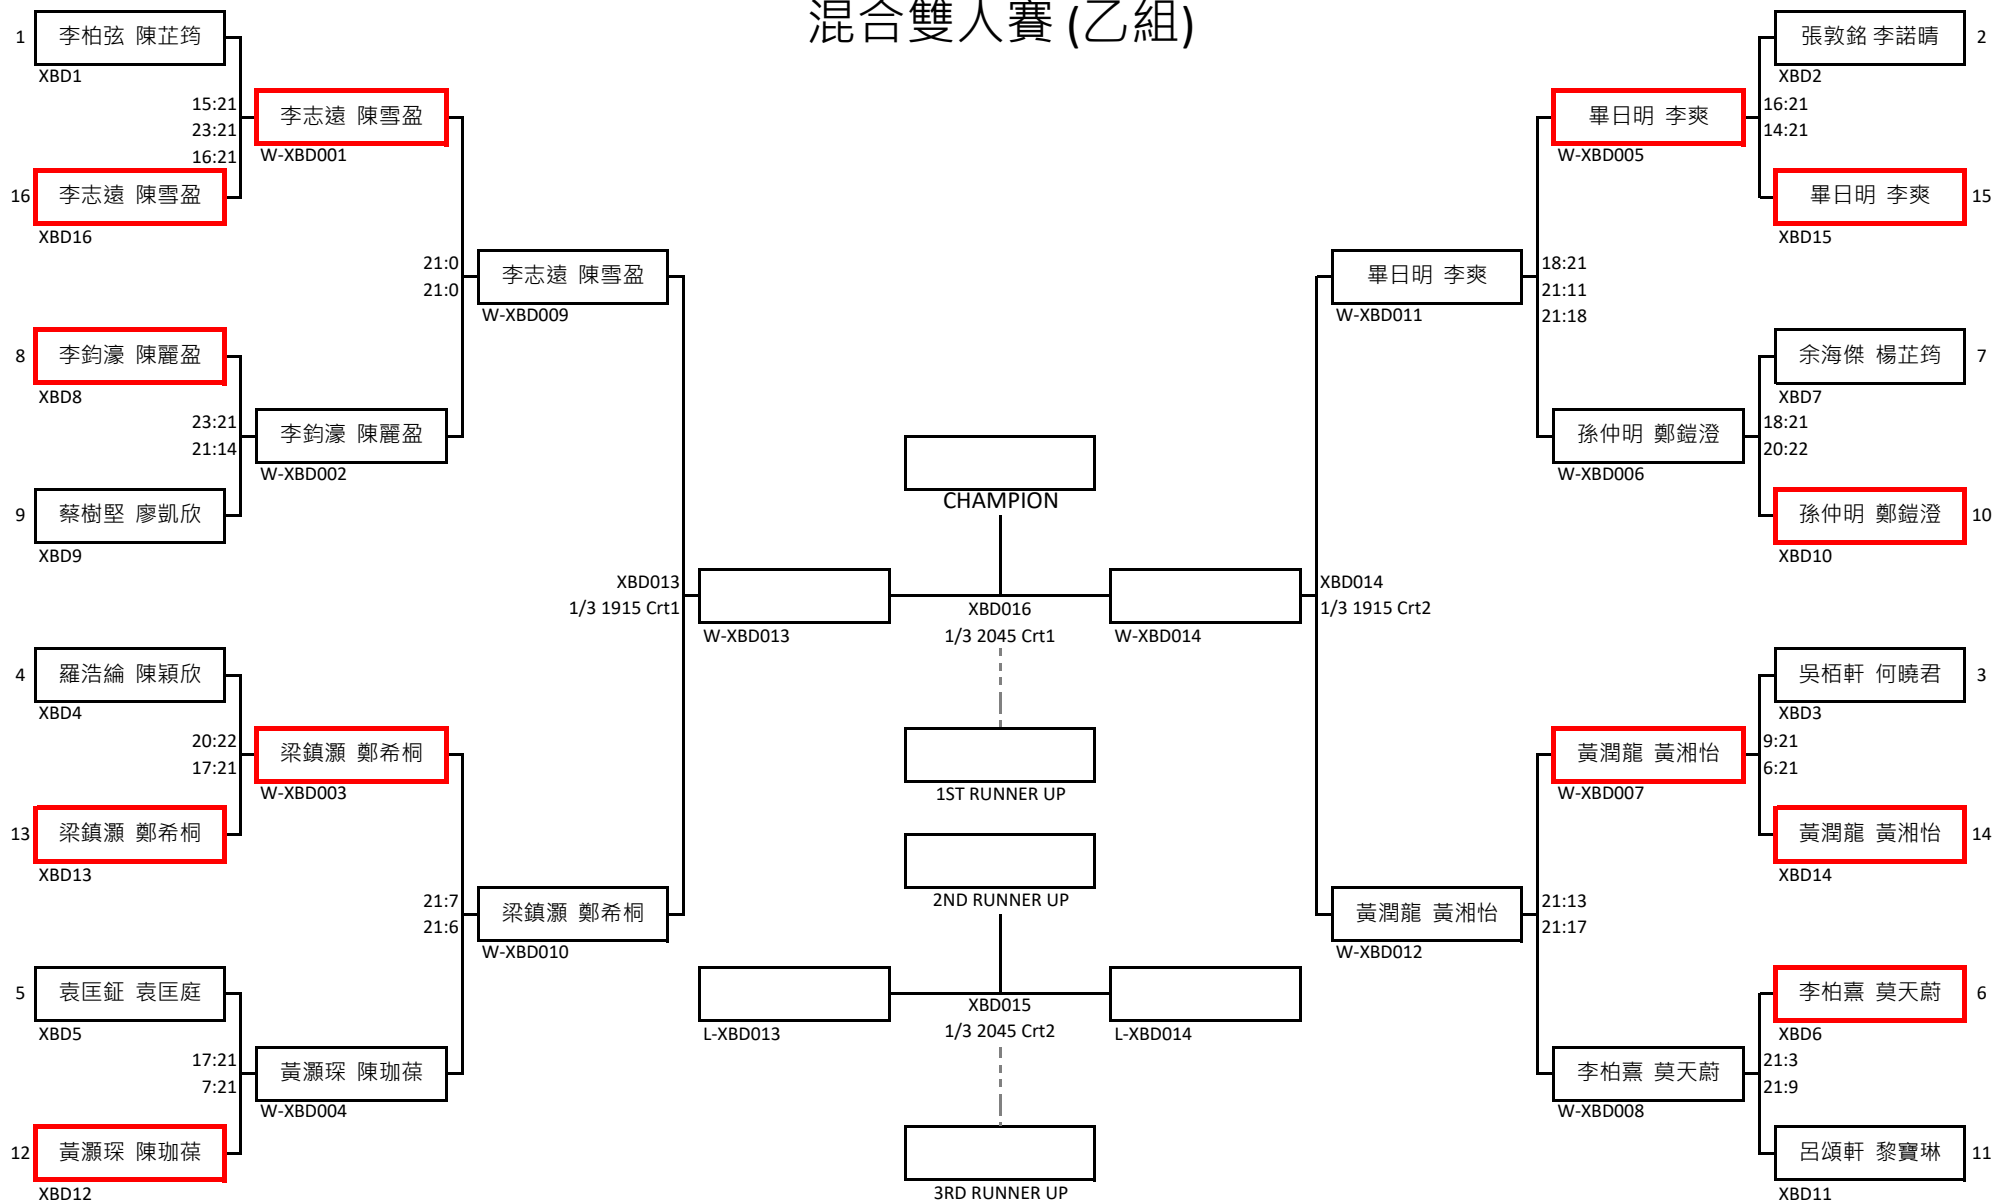 混合雙人賽 (乙組)
1
李柏弦 陳芷筠
XBD1
15:21
23:21
16:21
16
李志遠 陳雪盈
XBD16
李志遠 陳雪盈
W-XBD001
8
李鈞濠 陳麗盈
XBD8
23:21
21:14
9
蔡樹堅 廖凱欣
XBD9
李鈞濠 陳麗盈
W-XBD002
21:0
21:0
李志遠 陳雪盈
W-XBD009
4
羅浩綸 陳穎欣
XBD4
20:22
17:21
13
梁鎮灝 鄭希桐
XBD13
梁鎮灝 鄭希桐
W-XBD003
5
袁匡鉦 袁匡庭
XBD5
17:21
7:21
12
黃灝琛 陳珈葆
XBD12
黃灝琛 陳珈葆
W-XBD004
21:7
21:6
梁鎮灝 鄭希桐
W-XBD010
XBD013
1/3 1915 Crt1
W-XBD013
CHAMPION
XBD016
1/3 2045 Crt1
1ST RUNNER UP
2ND RUNNER UP
L-XBD013
XBD015
1/3 2045 Crt2
L-XBD014
3RD RUNNER UP
W-XBD014
XBD014
1/3 1915 Crt2
畢日明 李爽
W-XBD011
18:21
21:11
21:18
畢日明 李爽
W-XBD005
張敦銘 李諾晴
2
XBD2
16:21
14:21
畢日明 李爽
15
XBD15
孫仲明 鄭鎧澄
W-XBD006
余海傑 楊芷筠
7
XBD7
18:21
20:22
孫仲明 鄭鎧澄
10
XBD10
黃潤龍 黃湘怡
W-XBD012
21:13
21:17
黃潤龍 黃湘怡
W-XBD007
吳栢軒 何曉君
3
XBD3
9:21
6:21
黃潤龍 黃湘怡
14
XBD14
李柏熹 莫天蔚
W-XBD008
李柏熹 莫天蔚
6
XBD6
21:3
21:9
呂頌軒 黎寶琳
11
XBD11